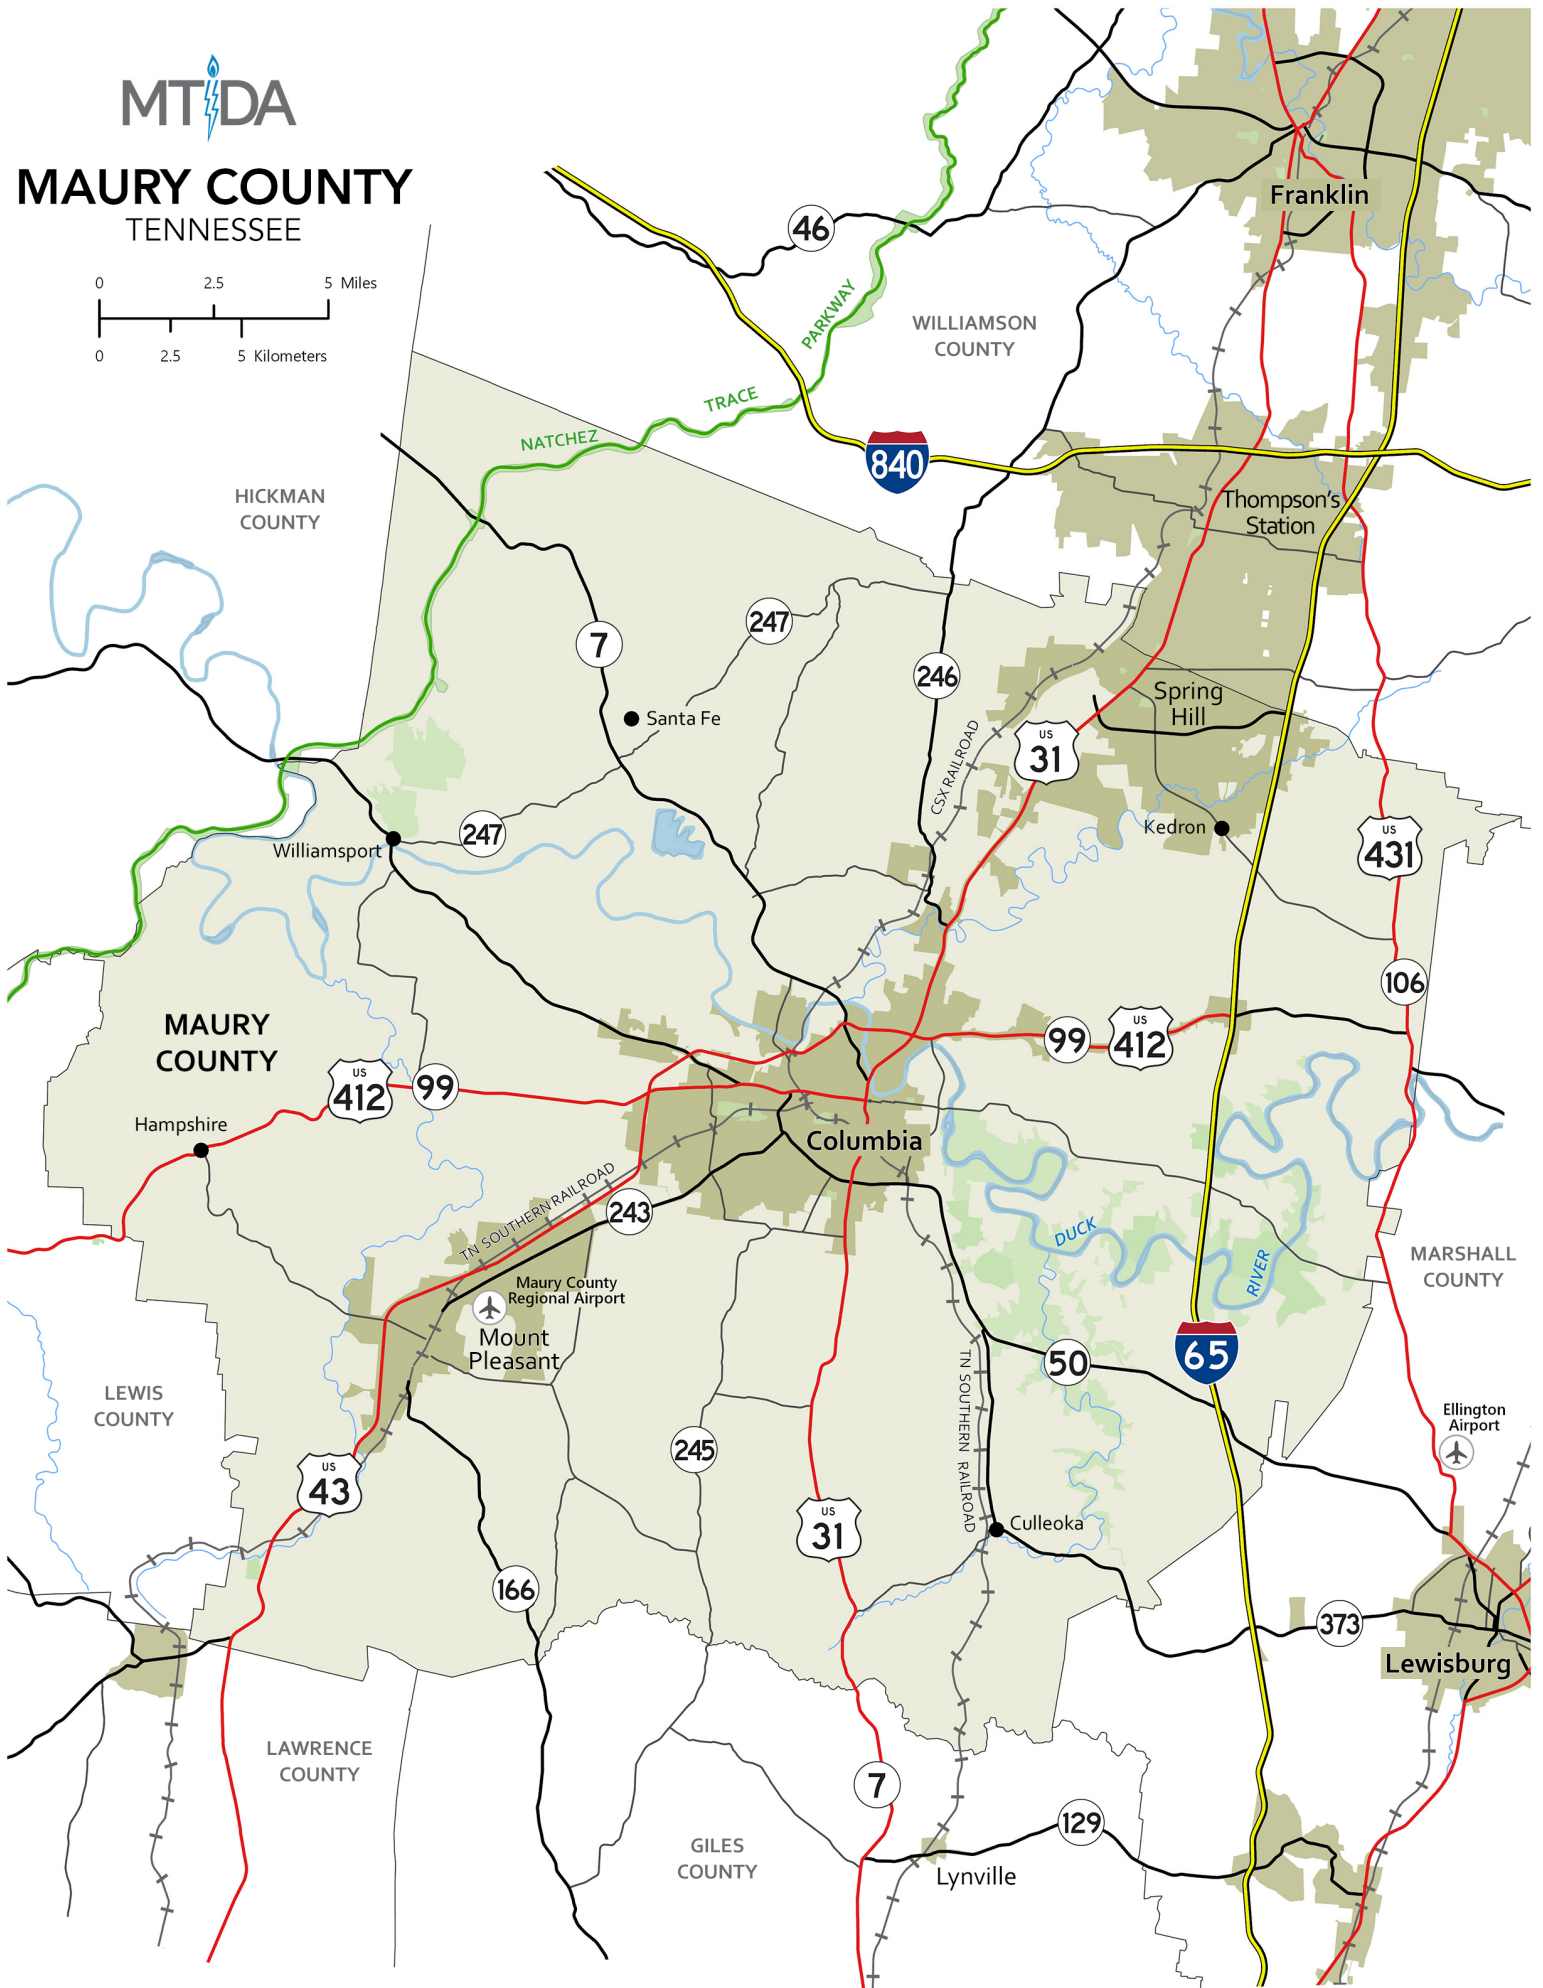 MTIDA
MAURY COUNTY
TENNESSEE
0 2.5 5 Miles
0 2.5 5 Kilometers
Franklin
46
PARKWAY
WILLIAMSON
COUNTY
TRACE
NATCHEZ
840
HICKMAN
COUNTY
Thompson's
Station
247
7
246
Spring
Hill
Santa Fe
US
31
CSX RAILROAD
247
Kedron
US
431
Williamsport
106
MAURY
COUNTY
99
US
412
US
412
99
Hampshire
Columbia
TN SOUTHERN RAILROAD
243
DUCK
RIVER
MARSHALL
COUNTY
Maury County
Regional Airport
Mount
Pleasant
50
65
LEWIS
COUNTY
TN SOUTHERN RAILROAD
Ellington
Airport
245
US
43
US
31
Culleoka
166
373
Lewisburg
LAWRENCE
COUNTY
7
129
GILES
COUNTY
Lynville